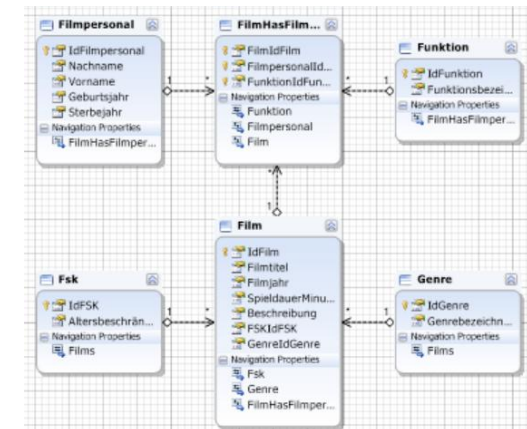 Filmpersonal
IdFilmpersonal
Nachname
Vorname
Geburtsjahr
Sterbejahr
Navigation Properties
FilmHasFilmper...
FilmHasFilm...
FilmIdFilm
FilmpersonalId...
FunktionIdFun...
Navigation Properties
Funktion
Filmpersonal
Film
Funktion
IdFunktion
Funktionsbezei...
Navigation Properties
FilmHasFilmper...
1
*
*
1
*
1
Fsk
IdFSK
Altersbeschrän...
Navigation Properties
Films
Film
IdFilm
Filmtitel
Filmjahr
SpieldauerMinu...
Beschreibung
FSKIdFSK
GenreIdGenre
Navigation Properties
Fsk
Genre
FilmHasFilmper...
Genre
IdGenre
Genrebezeichn...
Navigation Properties
Films
1
*
*
1